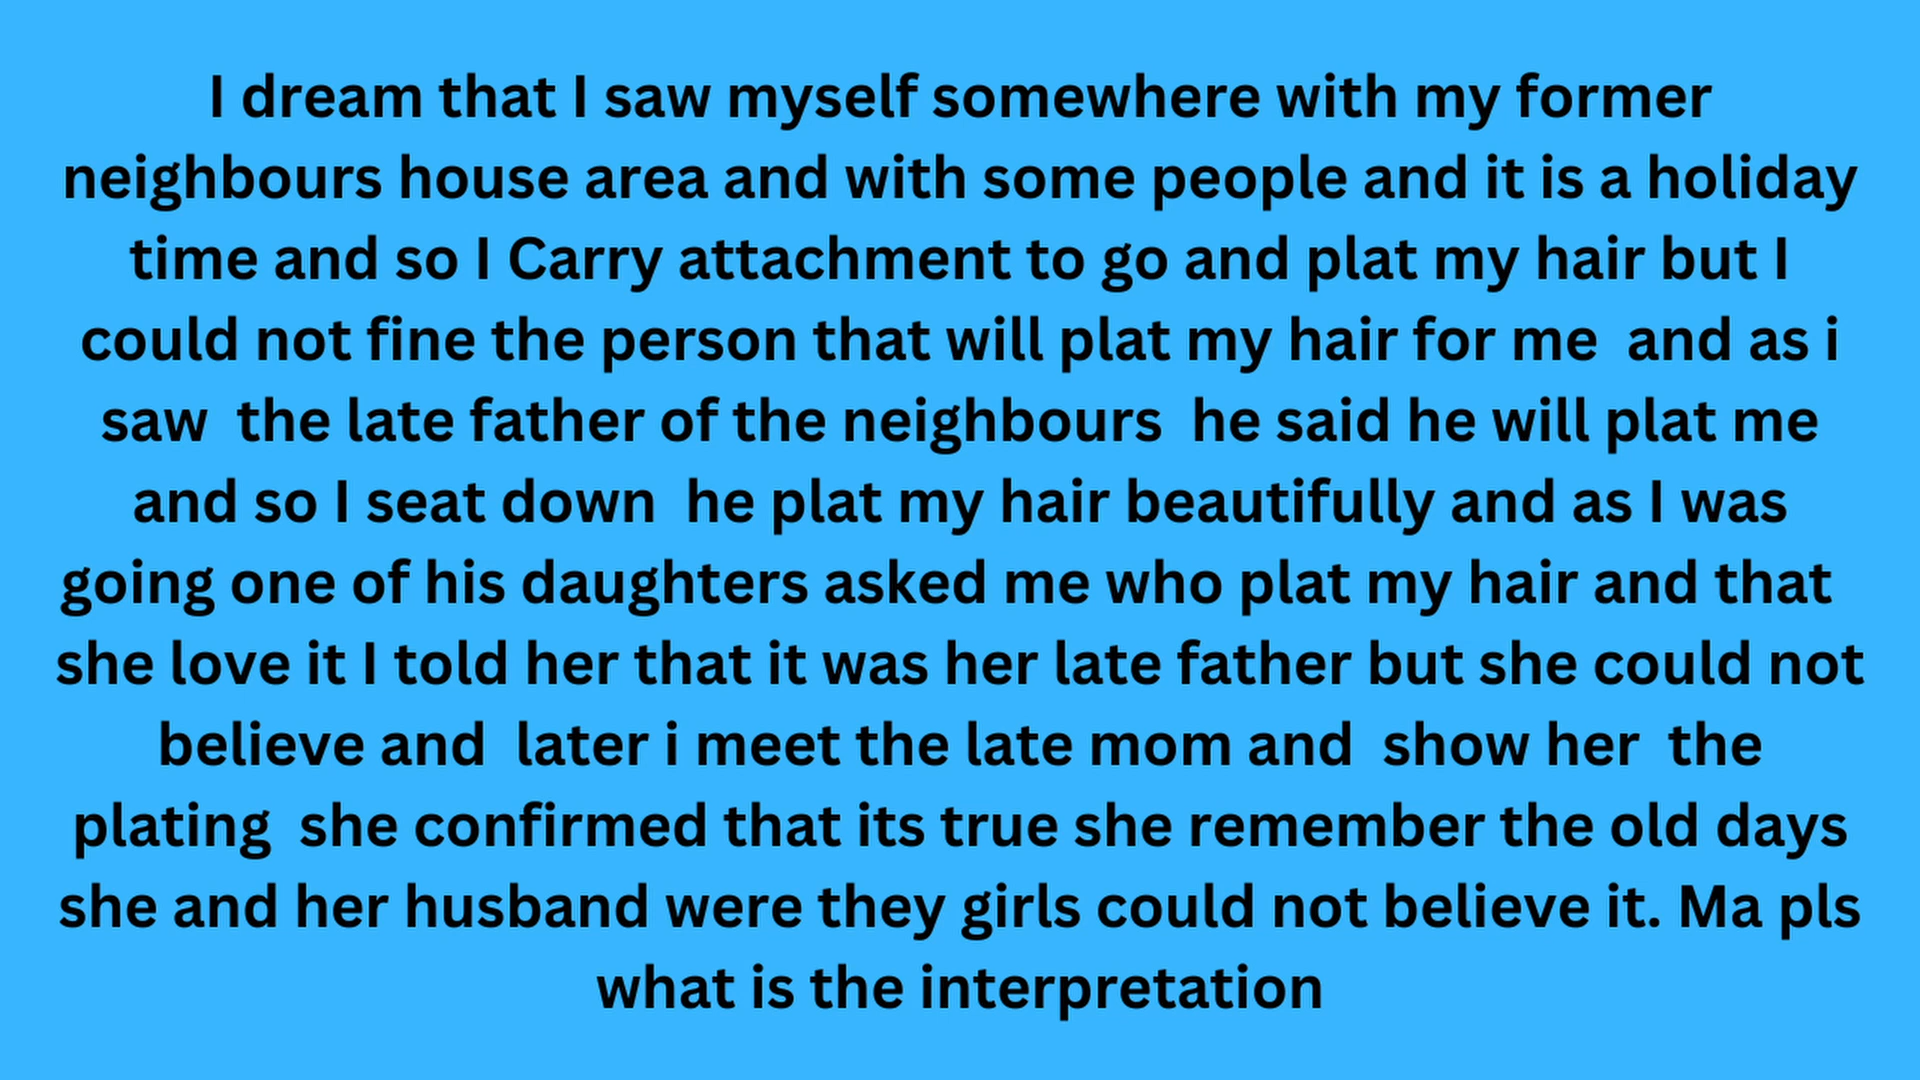 I dream that I saw myself somewhere with my former
neighbours house area and with some people and it is a holiday
time and so I Carry attachment to go and plat my hair but I
could not fine the person that will plat my hair for me  and as i
saw  the late father of the neighbours  he said he will plat me
and so I seat down  he plat my hair beautifully and as I was
going one of his daughters asked me who plat my hair and that
she love it I told her that it was her late father but she could not
believe and  later i meet the late mom and  show her  the
plating  she confirmed that its true she remember the old days
she and her husband were they girls could not believe it. Ma pls
what is the interpretation